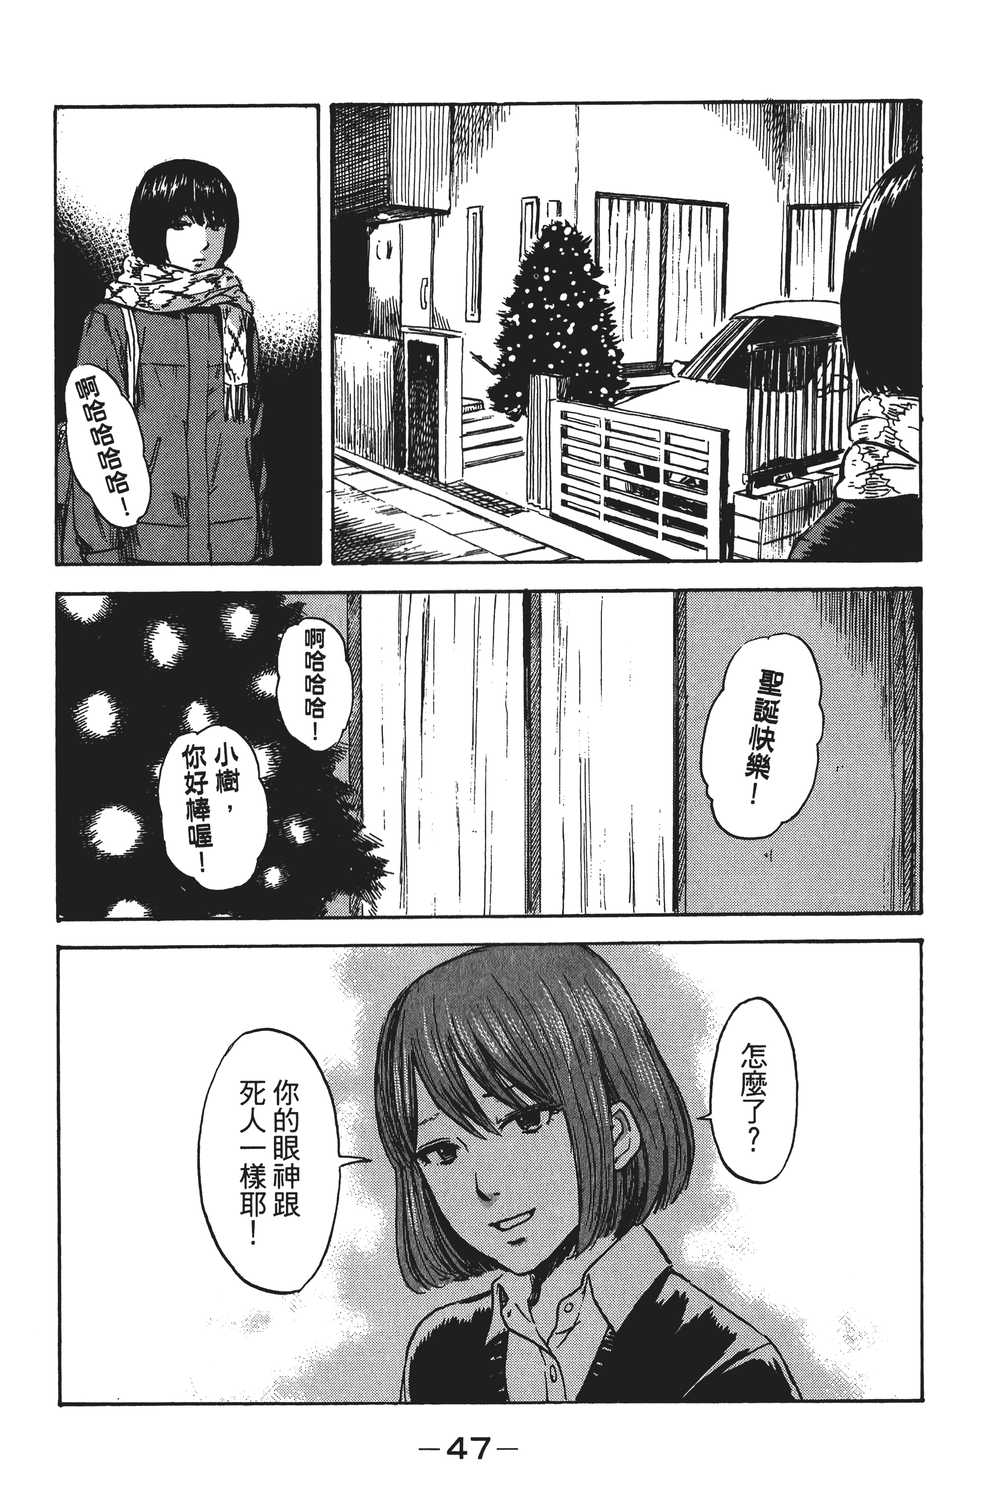 啊哈哈哈哈！
聖誕快樂！
啊哈哈哈！
小樹，
你好棒喔！
怎麼了？
你的眼神跟
死人一樣耶！
－47－